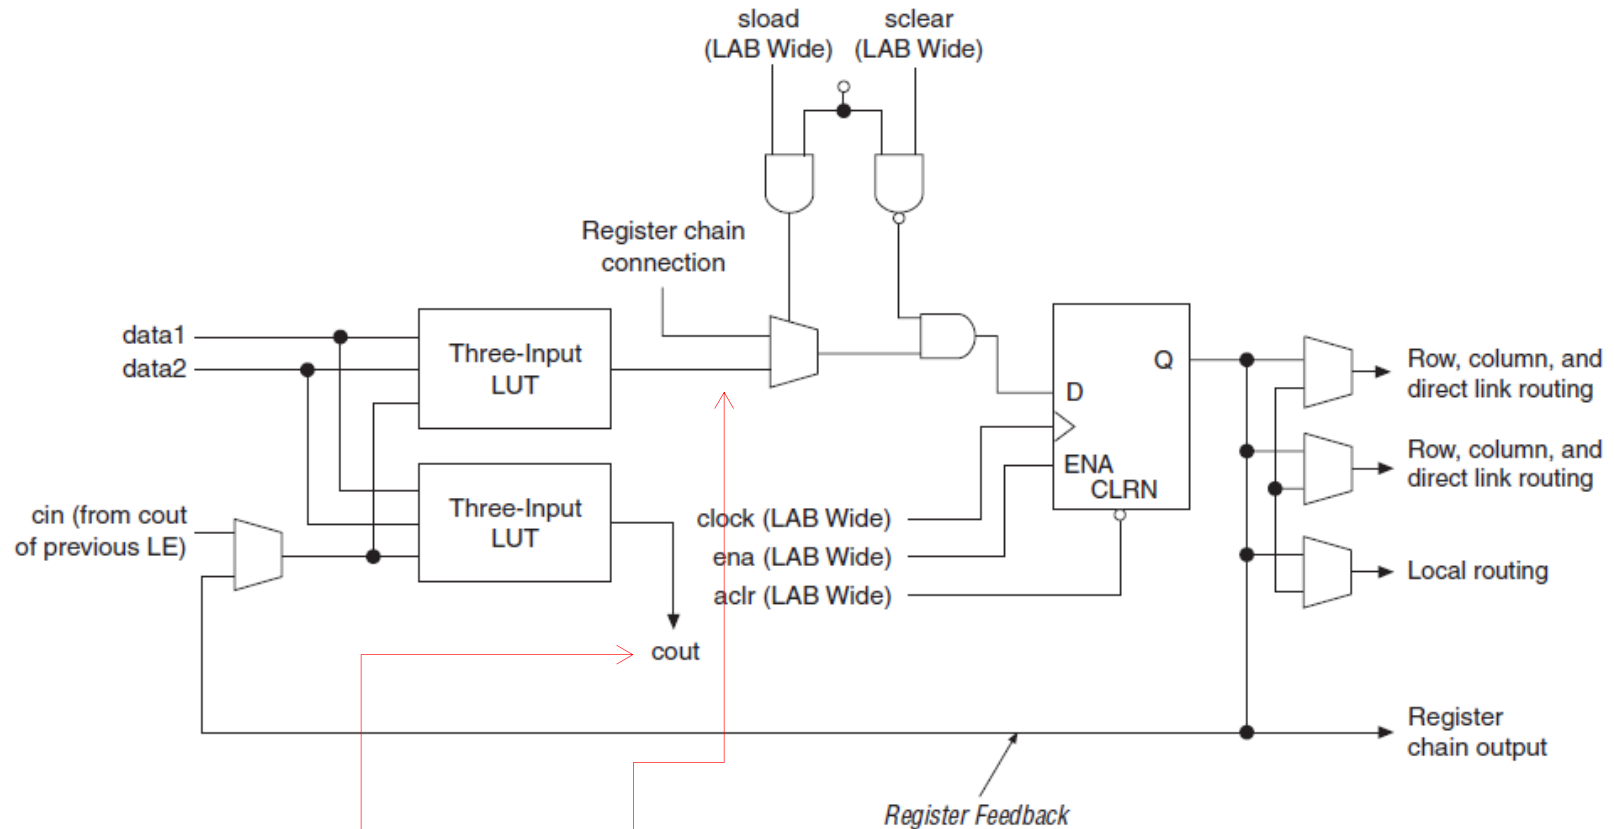 sload
(LAB Wide)
sclear
(LAB Wide)
Register chain
connection
data1
data2
Three-Input
LUT
Three-Input
LUT
cin (from cout
of previous LE)
cout
clock (LAB Wide)
ena (LAB Wide)
aclr (LAB Wide)
Q
D
ENA
CLRN
Row, column, and
direct link routing
Row, column, and
direct link routing
Local routing
Register
chain output
Register Feedback